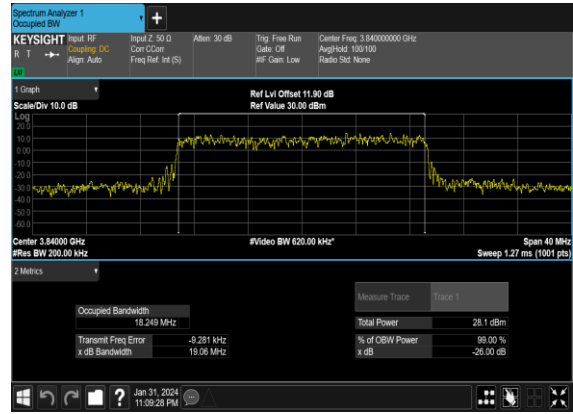 Spectrum Analyzer 1
Occupied BW
+
KEYSIGHT Input: RF Input Z: 50 Ω Atten: 30 dB Trig: Free Run Center Freq: 3.840000000 GHz
R T Coupling: DC Corr CCorr Gate: Off Avg|Hold: 100/100
Align: Auto Freq Ref: Int (S) #IF Gain: Low Radio Std: None
LW
1 Graph
Ref Lvl Offset 11.90 dB
Scale/Div 10.0 dB Ref Value 30.00 dBm
Log
20.0
10.0
0.00
-10.0
-20.0
-30.0
-40.0
-50.0
-60.0
Center 3.84000 GHz #Video BW 620.00 kHz* Span 40 MHz
#Res BW 200.00 kHz Sweep 1.27 ms (1001 pts)
2 Metrics
Measure Trace Trace 1
Occupied Bandwidth
18.249 MHz Total Power 28.1 dBm
Transmit Freq Error -9.281 kHz % of OBW Power 99.00 %
x dB Bandwidth 19.06 MHz x dB -26.00 dB
?
Jan 31, 2024
11:09:28 PM